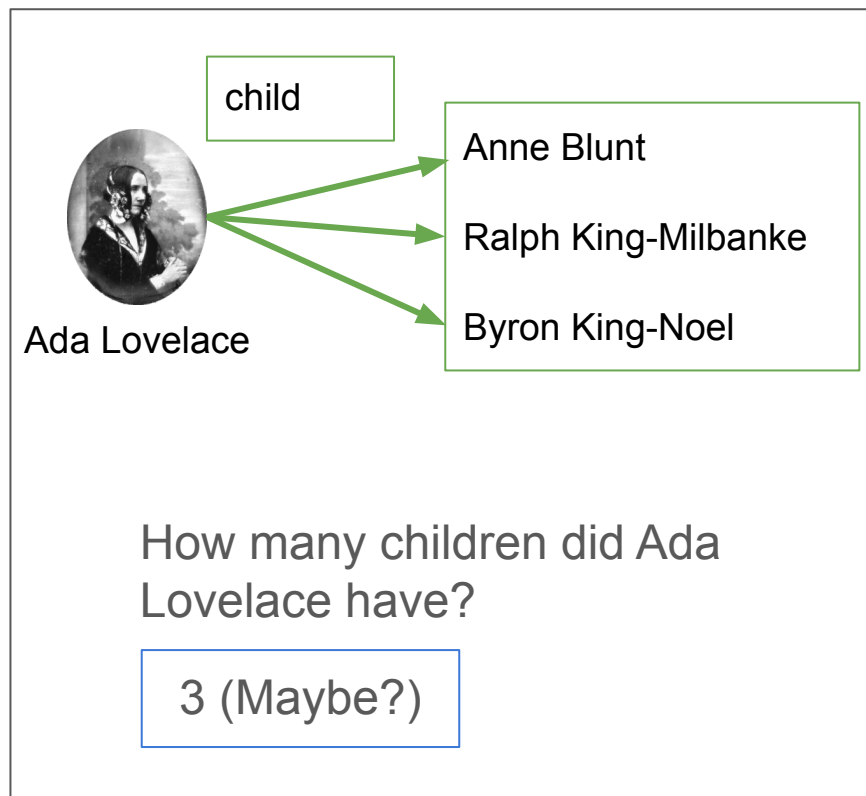 child
Anne Blunt
Ralph King-Milbanke
Byron King-Noel
Ada Lovelace
How many children did Ada
Lovelace have?
3 (Maybe?)